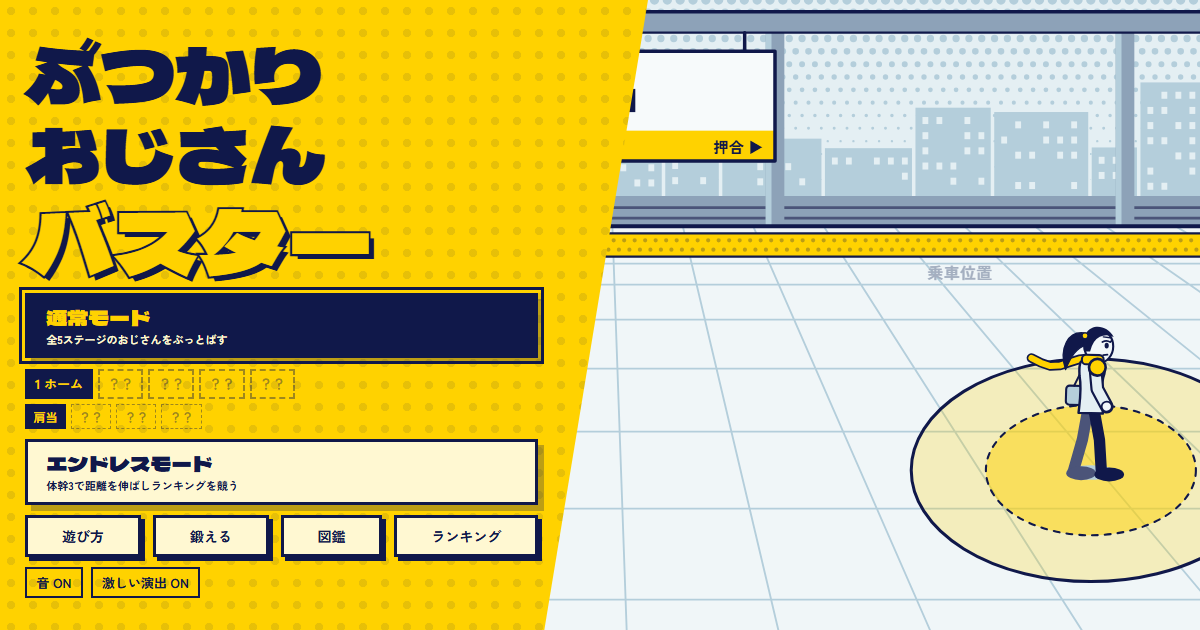 ぶつかり
おじさん
バスター
通常モード
全5ステージのおじさんをぶっとばす
1 ホーム ?? ?? ?? ??
肩当 ?? ?? ??
エンドレスモード
体幹3で距離を伸ばしランキングを競う
遊び方 鍛える 図鑑 ランキング
音 ON 激しい演出 ON
押合 ▶
乗車位置